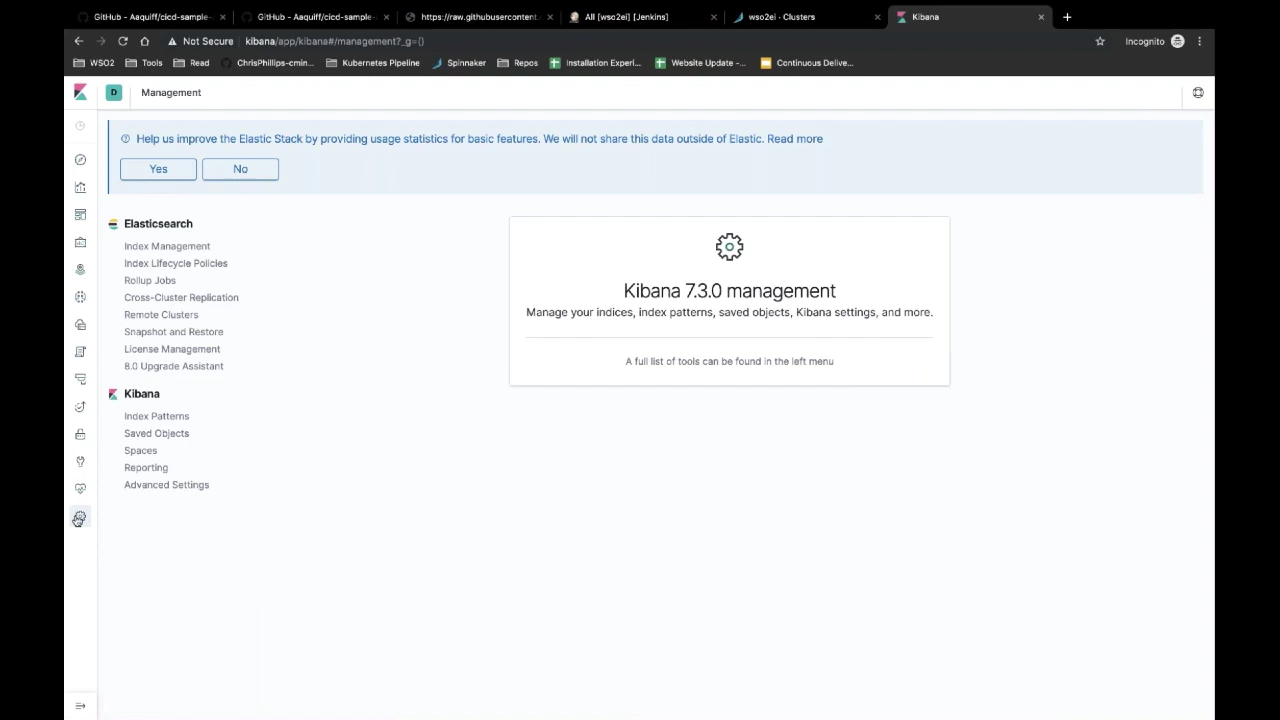 GitHub - Aaquiff/cicd-sample-
GitHub - Aaquiff/cicd-sample-
https://raw.githubusercontent.
All [wso2ei] [Jenkins]
wso2ei · Clusters
Kibana
Not Secure
kibana/app/kibana#/management?_g=()
Incognito
WSO2
Tools
Read
ChrisPhillips-cmin...
Kubernetes Pipeline
Spinnaker
Repos
Installation Experi...
Website Update -...
Continuous Delive...
D
Management
Help us improve the Elastic Stack by providing usage statistics for basic features. We will not share this data outside of Elastic. Read more
Yes
No
Elasticsearch
Index Management
Index Lifecycle Policies
Rollup Jobs
Cross-Cluster Replication
Remote Clusters
Snapshot and Restore
License Management
8.0 Upgrade Assistant
Kibana
Index Patterns
Saved Objects
Spaces
Reporting
Advanced Settings
Kibana 7.3.0 management
Manage your indices, index patterns, saved objects, Kibana settings, and more.
A full list of tools can be found in the left menu